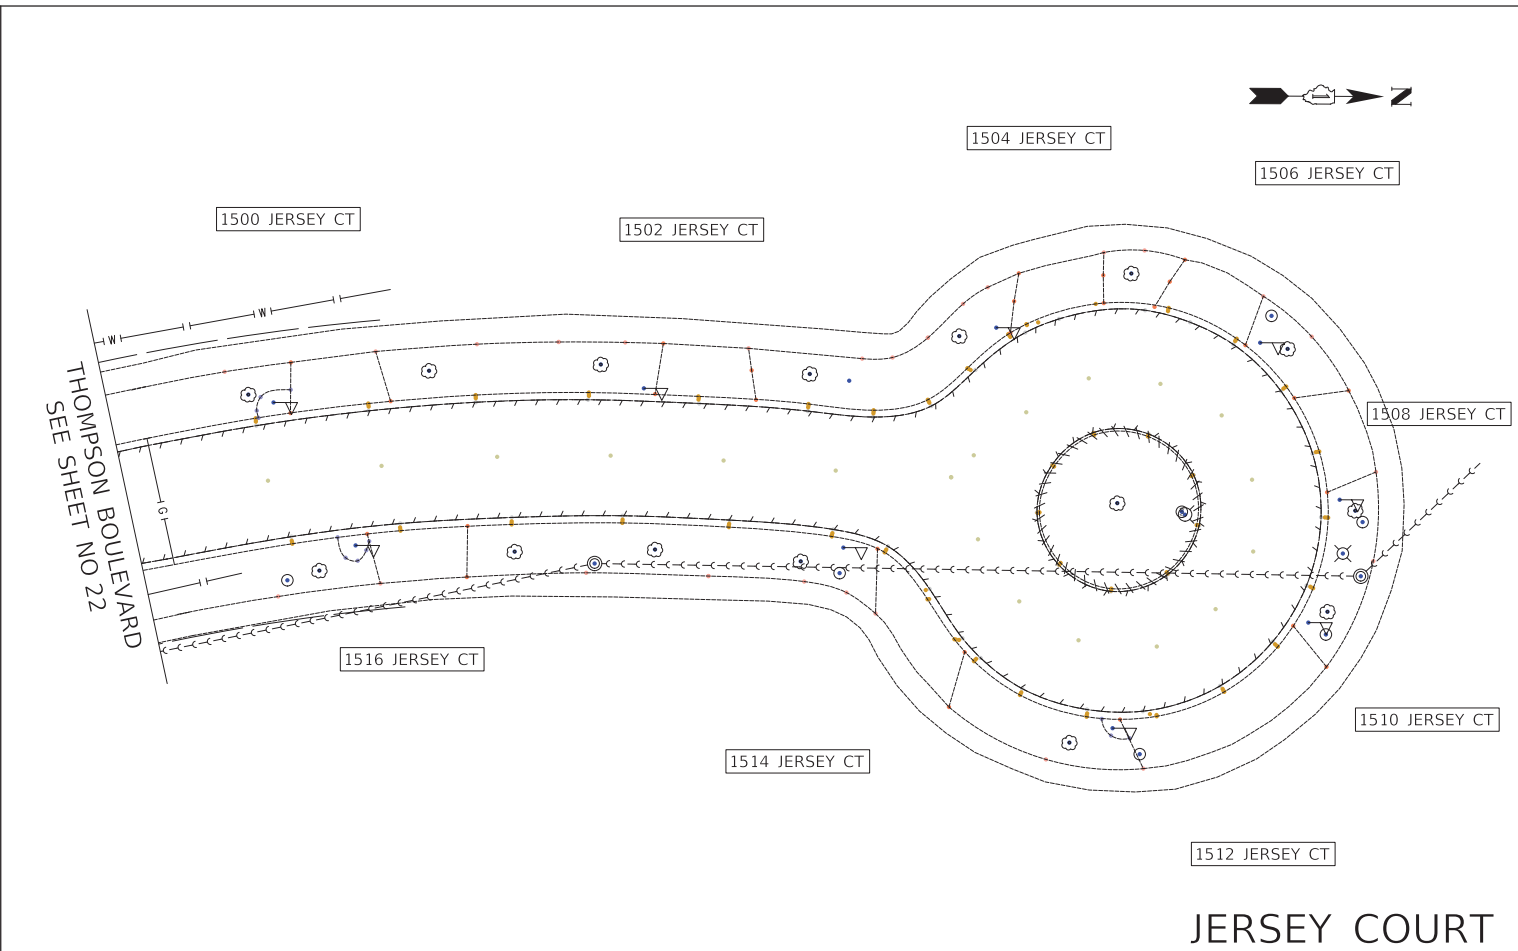 N
1504 JERSEY CT
1506 JERSEY CT
1500 JERSEY CT
1502 JERSEY CT
W
W
1508 JERSEY CT
THOMPSON BOULEVARD
SEE SHEET NO 22
G
1516 JERSEY CT
1510 JERSEY CT
1514 JERSEY CT
1512 JERSEY CT
JERSEY COURT